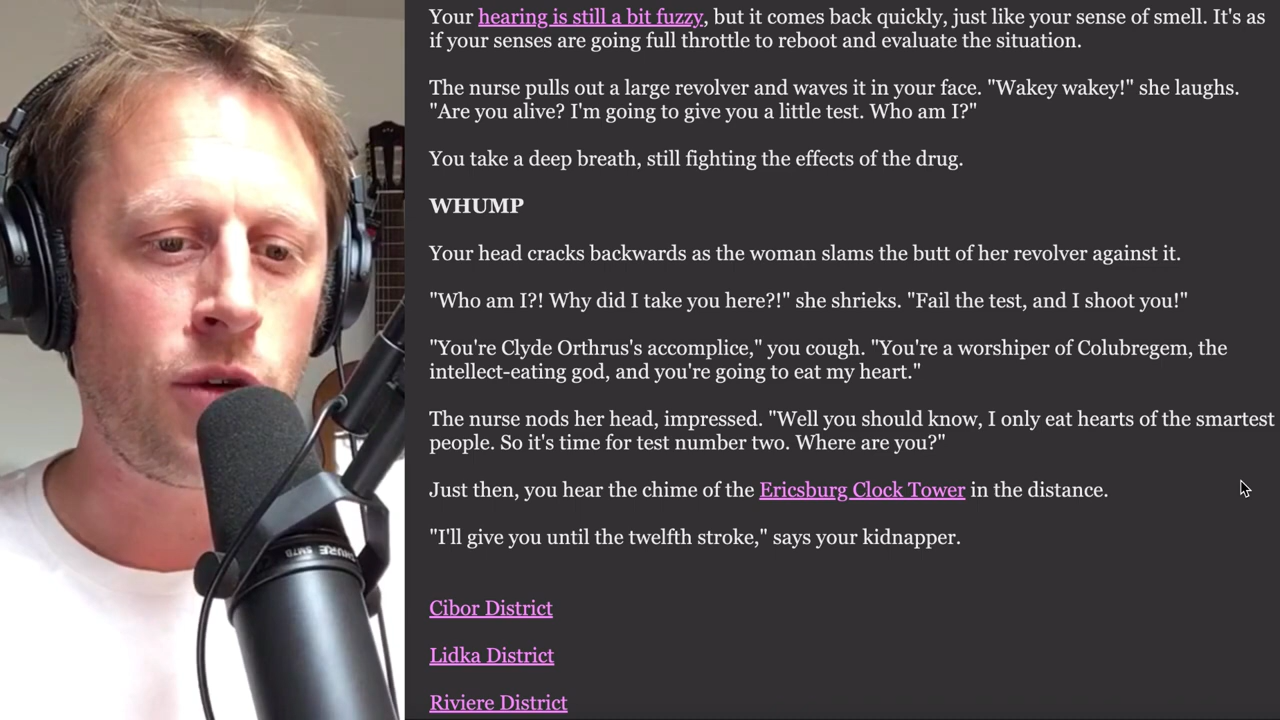 Your hearing is still a bit fuzzy, but it comes back quickly, just like your sense of smell. It's as
if your senses are going full throttle to reboot and evaluate the situation.
The nurse pulls out a large revolver and waves it in your face. "Wakey wakey!" she laughs.
"Are you alive? I'm going to give you a little test. Who am I?"
You take a deep breath, still fighting the effects of the drug.
WHUMP
Your head cracks backwards as the woman slams the butt of her revolver against it.
"Who am I?! Why did I take you here?!" she shrieks. "Fail the test, and I shoot you!"
"You're Clyde Orthrus's accomplice," you cough. "You're a worshiper of Colubregem, the
intellect-eating god, and you're going to eat my heart."
The nurse nods her head, impressed. "Well you should know, I only eat hearts of the smartest
people. So it's time for test number two. Where are you?"
Just then, you hear the chime of the Ericsburg Clock Tower in the distance.
"I'll give you until the twelfth stroke," says your kidnapper.
Cibor District
Lidka District
Riviere District
SHURE SM7B